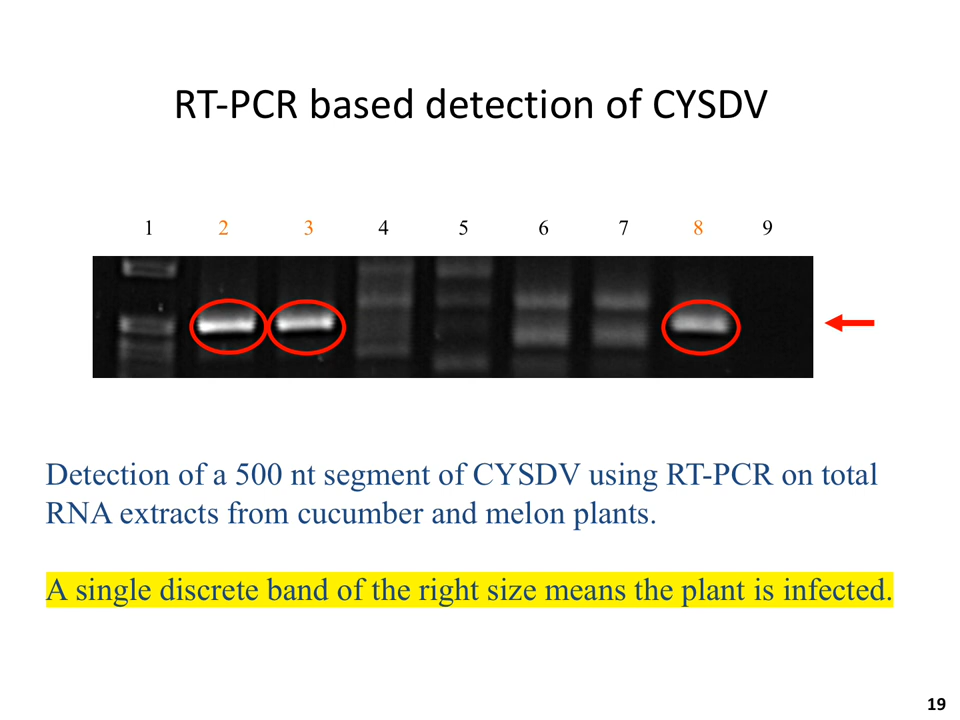 RT-PCR based detection of CYSDV
1 2 3 4 5 6 7 8 9
Detection of a 500 nt segment of CYSDV using RT-PCR on total
RNA extracts from cucumber and melon plants.
A single discrete band of the right size means the plant is infected.
19